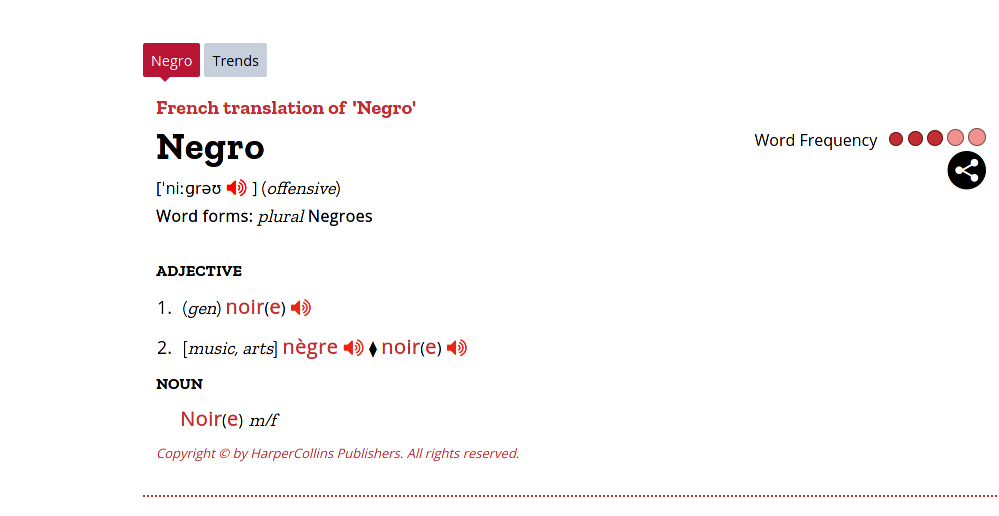 Negro Trends
French translation of 'Negro'
Negro
Word Frequency
[ˈniːɡrəʊ ] (offensive)
Word forms: plural Negroes
ADJECTIVE
1. (gen) noir(e)
2. [music, arts] nègre ⧫ noir(e)
NOUN
Noir(e) m/f
Copyright © by HarperCollins Publishers. All rights reserved.